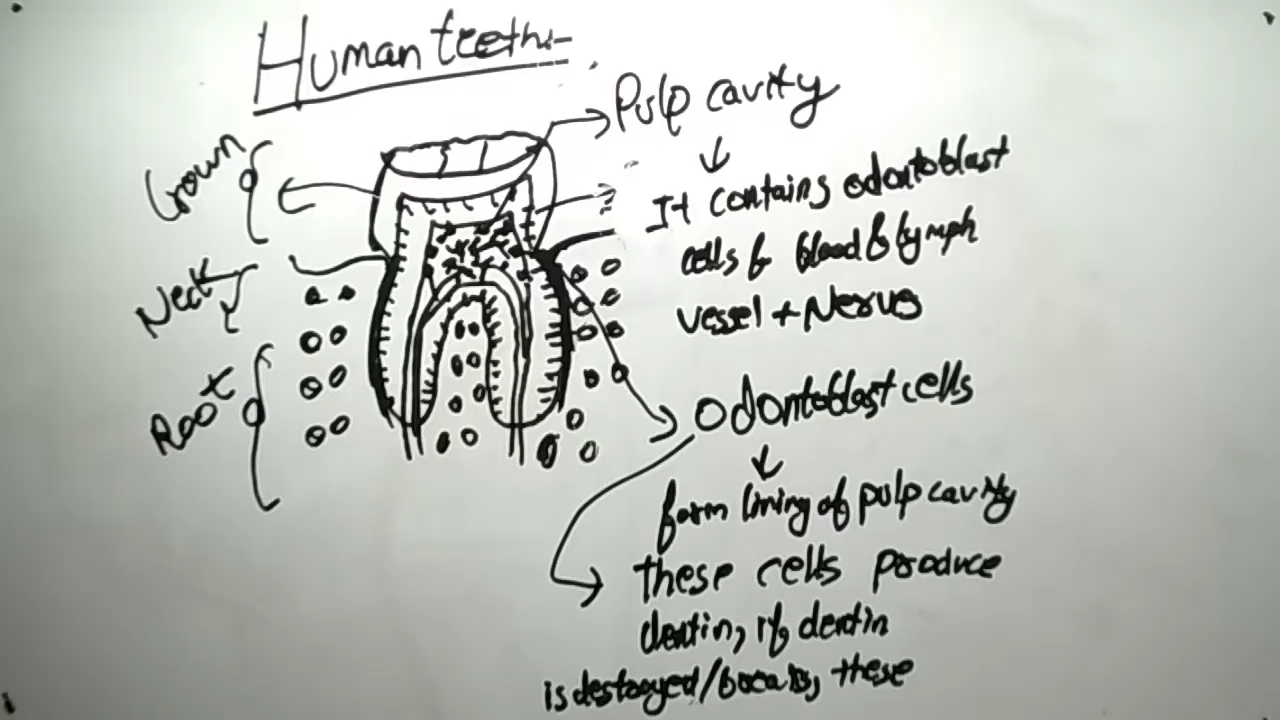 Human teeth:-
Crown
Neck
Root
Pulp cavity
It contains odontoblast
cells & blood & lymph
vessel + Nerves
odontoblast cells
form lining of pulp cavity
these cells produce
dentin, if dentin
is destroyed/breaks, these